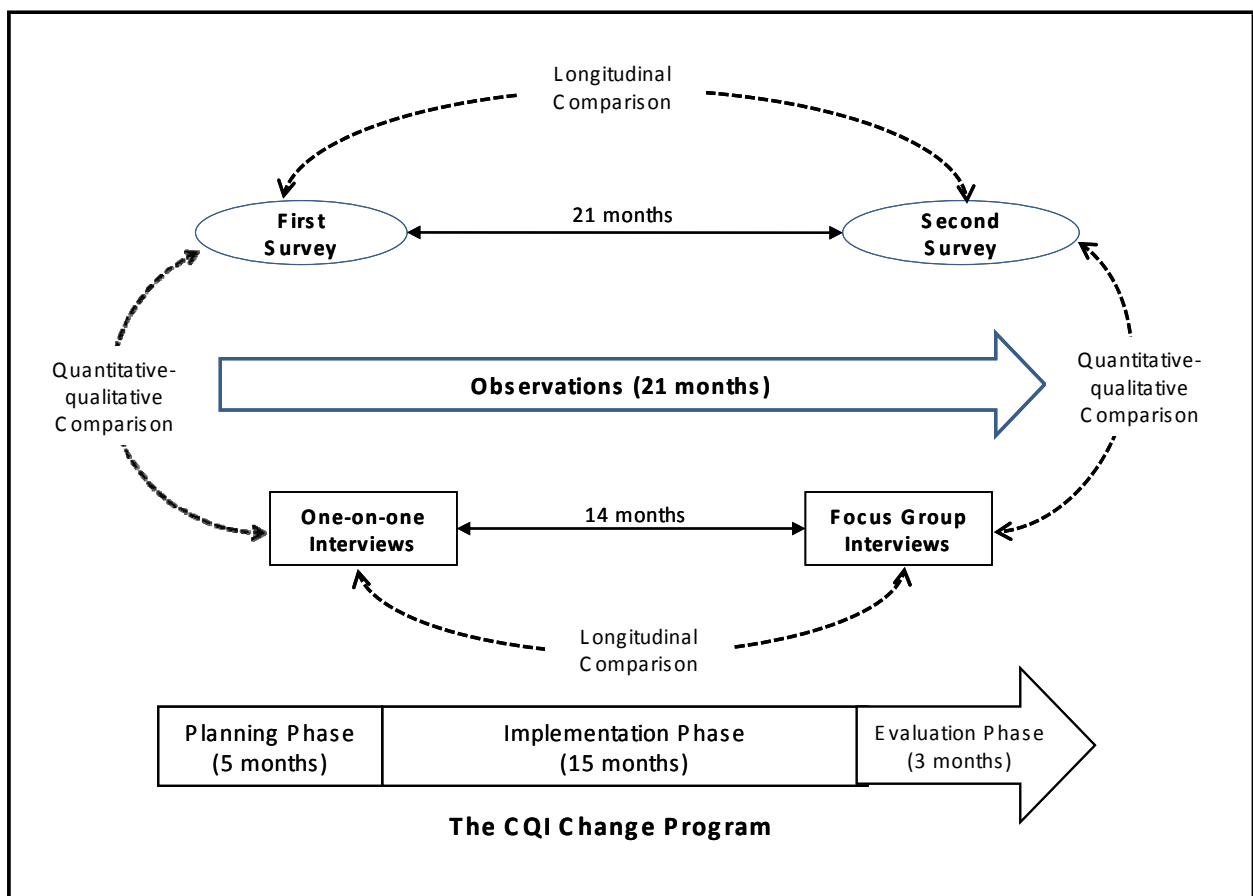 Longitudinal
Comparison
First
Survey
21 months
Second
Survey
Quantitative-
qualitative
Comparison
Observations (21 months)
Quantitative-
qualitative
Comparison
One-on-one
Interviews
14 months
Focus Group
Interviews
Longitudinal
Comparison
Planning Phase
(5 months)
Implementation Phase
(15 months)
Evaluation Phase
(3 months)
The CQI Change Program